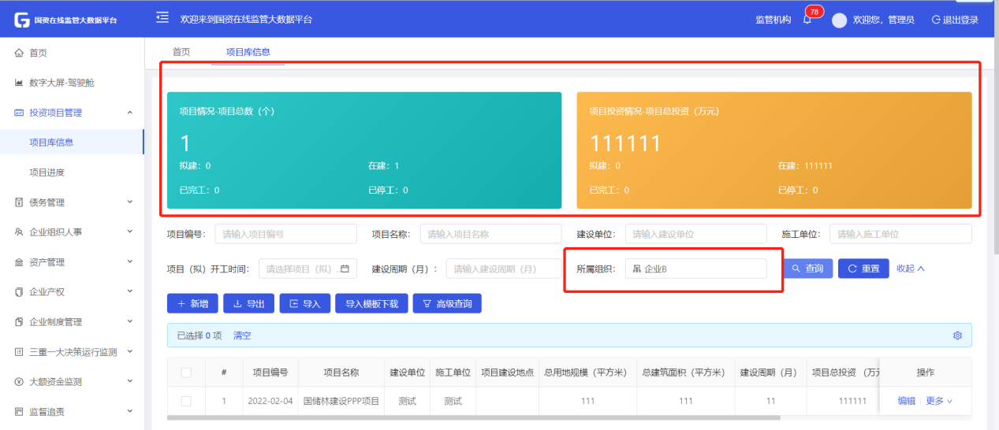 国资在线监管大数据平台
欢迎来到国资在线监管大数据平台
监管机构
78
欢迎您，管理员
退出登录
首页
数字大屏-驾驶舱
投资项目管理
项目库信息
项目进度
债务管理
企业组织人事
资产管理
企业产权
企业制度管理
三重一大决策运行监测
大额资金监测
监督追责
首页 项目库信息
项目情况-项目总数（个）
1
拟建：0 在建：1
已完工：0 已停工：0
项目投资情况-项目总投资（万元）
111111
拟建：0 在建：111111
已完工：0 已停工：0
项目编号： 请输入项目编号 项目名称： 请输入项目名称 建设单位： 请输入建设单位 施工单位： 请输入施工单位
项目（拟）开工时间： 请选择项目（拟）.. 建设周期（月）： 请输入建设周期（月） 所属组织： 企业B 查询 重置 收起
新增 导出 导入 导入模板下载 高级查询
已选择 0 项 清空
# 项目编号 项目名称 建设单位 施工单位 项目建设地点 总用地规模（平方米） 总建筑面积（平方米） 建设周期（月） 项目总投资（万 操作
1 2022-02-04 国储林建设PPP项目 测试 测试 111 111 11 111111 编辑 更多